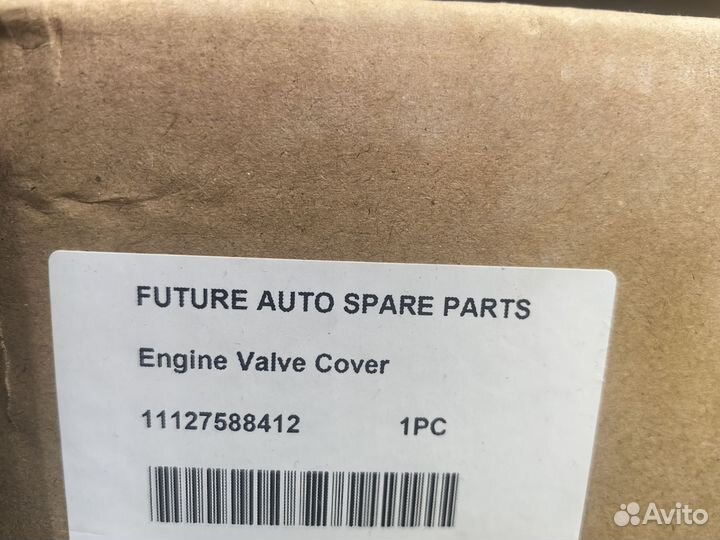 FUTURE AUTO SPARE PARTS
Engine Valve Cover
11127588412 1PC
Avito